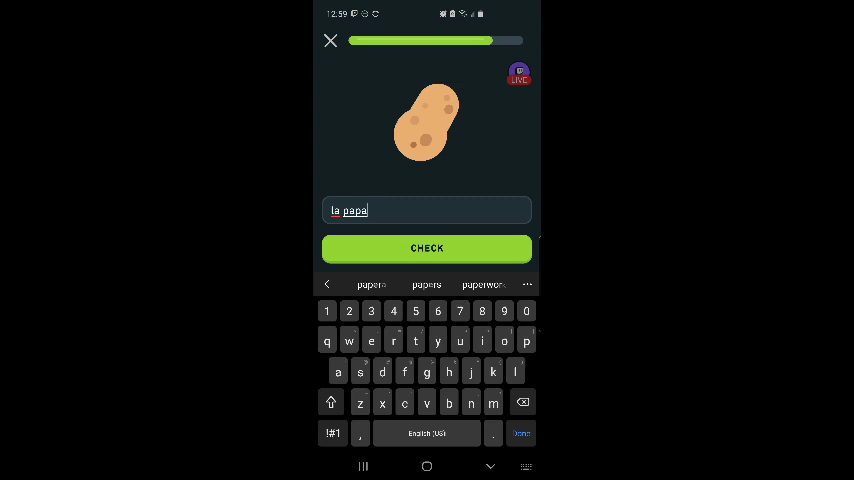 12:59
LIVE
la papa
CHECK
papers
1 2 3 4 5 6 7 8 9 0
q w e r t y u i o p
a s d f g h j k l
z x c v b n m
!#1 , English (US) . Done